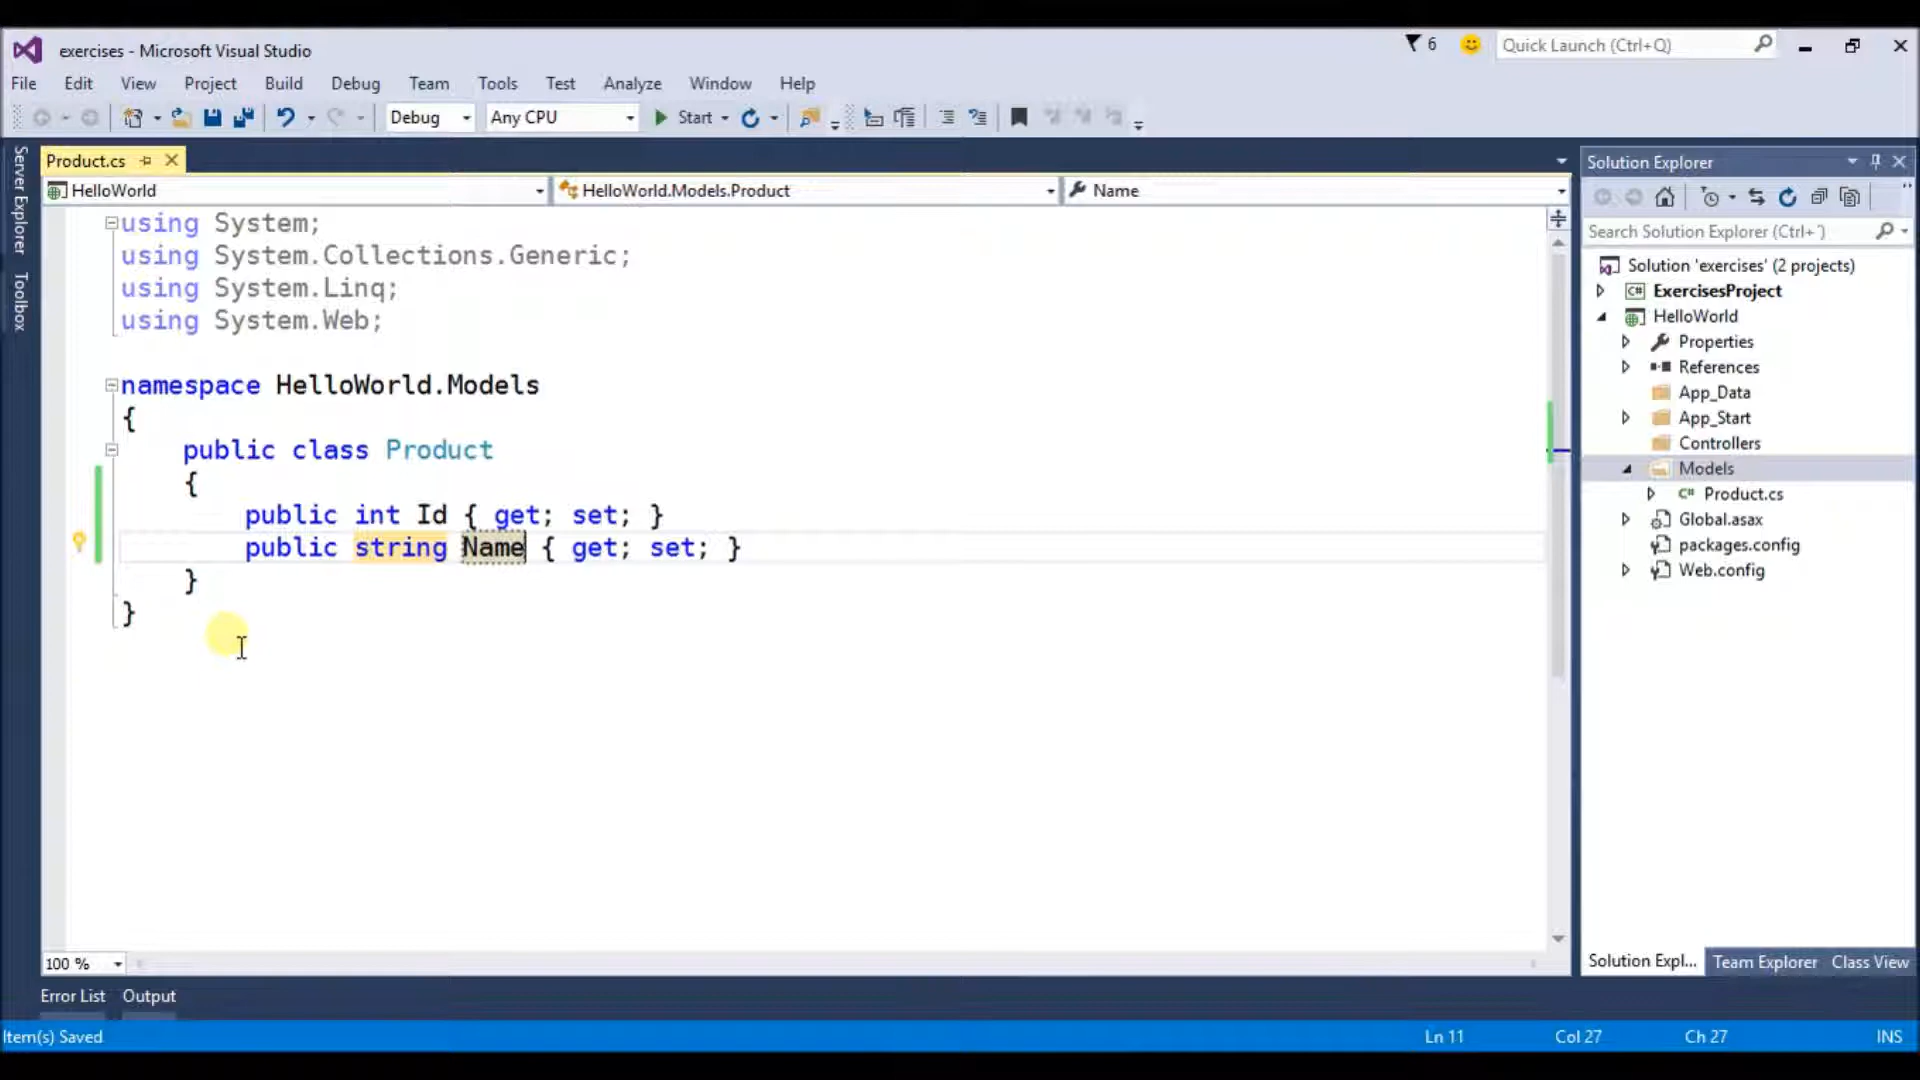 exercises - Microsoft Visual Studio
6
Quick Launch (Ctrl+Q)
File Edit View Project Build Debug Team Tools Test Analyze Window Help
Debug Any CPU Start
Server Explorer
Toolbox
Product.cs
HelloWorld HelloWorld.Models.Product Name
using System;
using System.Collections.Generic;
using System.Linq;
using System.Web;
namespace HelloWorld.Models
{
public class Product
{
public int Id { get; set; }
public string Name { get; set; }
}
}
100 %
Solution Explorer
Search Solution Explorer (Ctrl+¨)
Solution 'exercises' (2 projects)
C# ExercisesProject
HelloWorld
Properties
References
App_Data
App_Start
Controllers
Models
C# Product.cs
Global.asax
packages.config
Web.config
Solution Expl... Team Explorer Class View
Error List Output
Item(s) Saved Ln 11 Col 27 Ch 27 INS